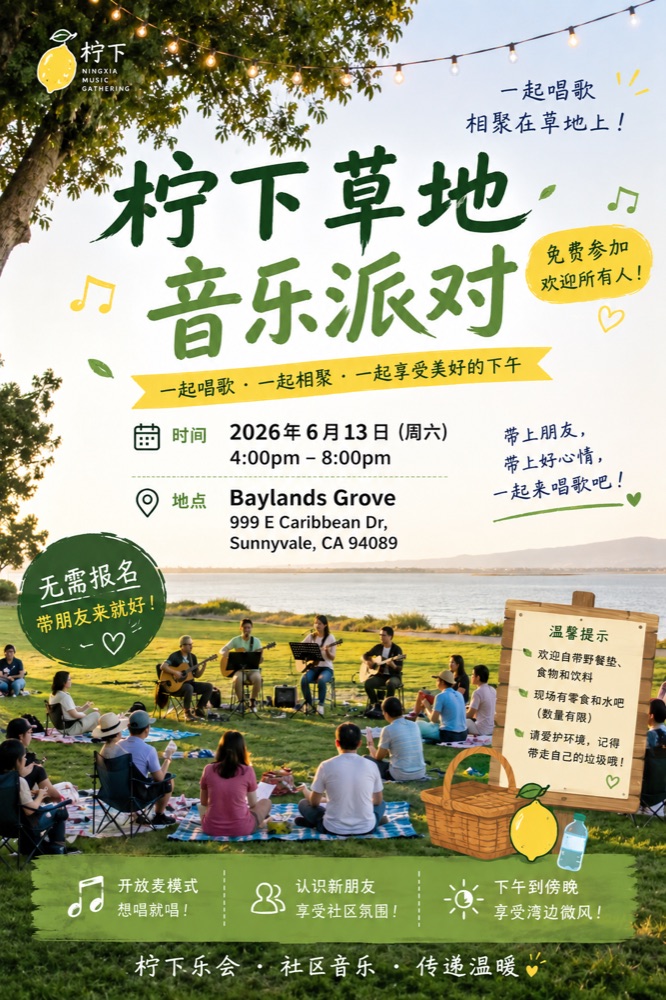 柠下
NINGXIA
MUSIC
GATHERING
一起唱歌
相聚在草地上！
柠下草地
音乐派对
免费参加
欢迎所有人！
一起唱歌 · 一起相聚 · 一起享受美好的下午
时间
2026年6月13日（周六）
4:00pm – 8:00pm
地点
Baylands Grove
999 E Caribbean Dr,
Sunnyvale, CA 94089
带上朋友，
带上好心情，
一起来唱歌吧！
无需报名
带朋友来就好！
温馨提示
欢迎自带野餐垫、
食物和饮料
现场有零食和水吧
（数量有限）
请爱护环境，记得
带走自己的垃圾哦！
开放麦模式
想唱就唱！
认识新朋友
享受社区氛围！
下午到傍晚
享受湾边微风！
柠下乐会 · 社区音乐 · 传递温暖